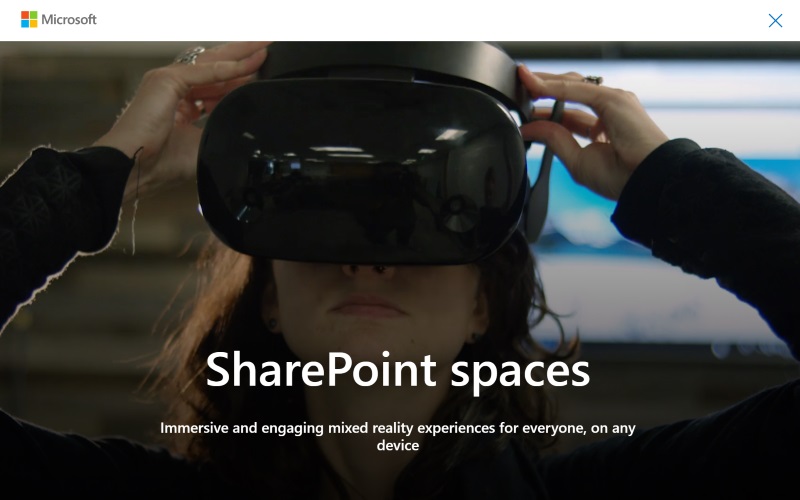 Microsoft
SharePoint spaces
Immersive and engaging mixed reality experiences for everyone, on any
device